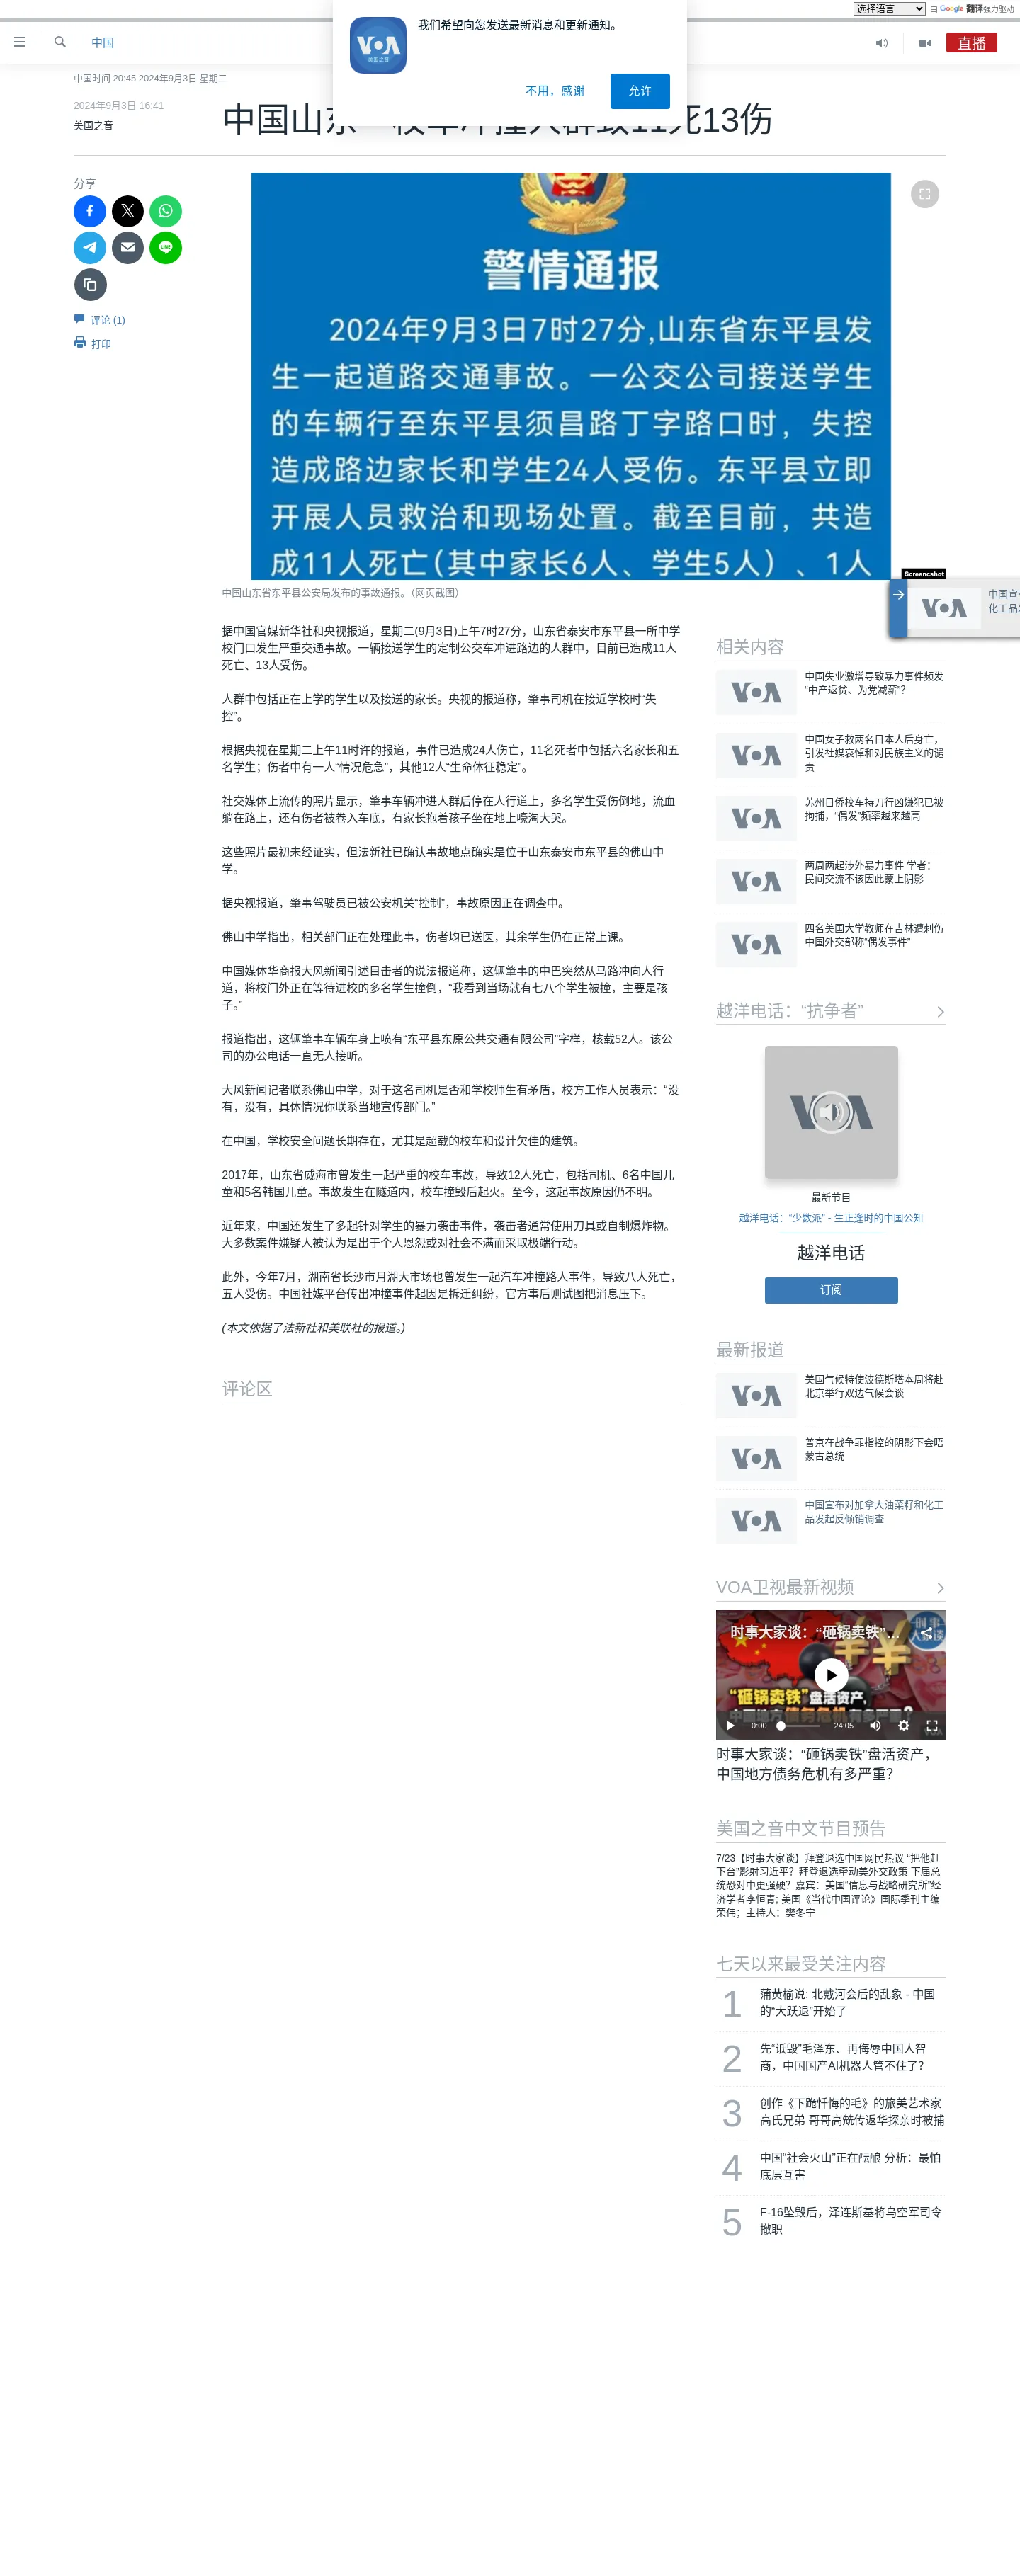 选择语言
由 Google 翻译强力驱动
我们希望向您发送最新消息和更新通知。
VOA
美国之音
不用，感谢
允许
中国
直播
中国时间 20:45 2024年9月3日 星期二
2024年9月3日 16:41
美国之音
中国山东
11死13伤
分享
评论 (1)
打印
警情通报
2024年9月3日7时27分,山东省东平县发
生一起道路交通事故。一公交公司接送学生
的车辆行至东平县须昌路丁字路口时，失控
造成路边家长和学生24人受伤。东平县立即
开展人员救治和现场处置。截至目前，共造
成11人死亡(其中家长6人、学生5人）、1人
Screencshot
中国山东省东平县公安局发布的事故通报。（网页截图）
据中国官媒新华社和央视报道，星期二(9月3日)上午7时27分，山东省泰安市东平县一所中学
校门口发生严重交通事故。一辆接送学生的定制公交车冲进路边的人群中，目前已造成11人
死亡、13人受伤。
人群中包括正在上学的学生以及接送的家长。央视的报道称，肇事司机在接近学校时“失
控”。
根据央视在星期二上午11时许的报道，事件已造成24人伤亡，11名死者中包括六名家长和五
名学生；伤者中有一人“情况危急”，其他12人“生命体征稳定”。
社交媒体上流传的照片显示，肇事车辆冲进人群后停在人行道上，多名学生受伤倒地，流血
躺在路上，还有伤者被卷入车底，有家长抱着孩子坐在地上嚎淘大哭。
这些照片最初未经证实，但法新社已确认事故地点确实是位于山东泰安市东平县的佛山中
学。
据央视报道，肇事驾驶员已被公安机关“控制”，事故原因正在调查中。
佛山中学指出，相关部门正在处理此事，伤者均已送医，其余学生仍在正常上课。
中国媒体华商报大风新闻引述目击者的说法报道称，这辆肇事的中巴突然从马路冲向人行
道，将校门外正在等待进校的多名学生撞倒，“我看到当场就有七八个学生被撞，主要是孩
子。”
报道指出，这辆肇事车辆车身上喷有“东平县东原公共交通有限公司”字样，核载52人。该公
司的办公电话一直无人接听。
大风新闻记者联系佛山中学，对于这名司机是否和学校师生有矛盾，校方工作人员表示：“没
有，没有，具体情况你联系当地宣传部门。”
在中国，学校安全问题长期存在，尤其是超载的校车和设计欠佳的建筑。
2017年，山东省威海市曾发生一起严重的校车事故，导致12人死亡，包括司机、6名中国儿
童和5名韩国儿童。事故发生在隧道内，校车撞毁后起火。至今，这起事故原因仍不明。
近年来，中国还发生了多起针对学生的暴力袭击事件，袭击者通常使用刀具或自制爆炸物。
大多数案件嫌疑人被认为是出于个人恩怨或对社会不满而采取极端行动。
此外，今年7月，湖南省长沙市月湖大市场也曾发生一起汽车冲撞路人事件，导致八人死亡，
五人受伤。中国社媒平台传出冲撞事件起因是拆迁纠纷，官方事后则试图把消息压下。
(本文依据了法新社和美联社的报道。)
评论区
VOA
中国宣
化工品
相关内容
VOA
中国失业激增导致暴力事件频发
“中产返贫、为党减薪”？
VOA
中国女子救两名日本人后身亡，
引发社媒哀悼和对民族主义的谴
责
VOA
苏州日侨校车持刀行凶嫌犯已被
拘捕，“偶发”频率越来越高
VOA
两周两起涉外暴力事件 学者：
民间交流不该因此蒙上阴影
VOA
四名美国大学教师在吉林遭刺伤
中国外交部称“偶发事件”
越洋电话：“抗争者”
VOA
最新节目
越洋电话：“少数派” - 生正逢时的中国公知
越洋电话
订阅
最新报道
VOA
美国气候特使波德斯塔本周将赴
北京举行双边气候会谈
VOA
普京在战争罪指控的阴影下会晤
蒙古总统
VOA
中国宣布对加拿大油菜籽和化工
品发起反倾销调查
VOA卫视最新视频
时事大家谈：“砸锅卖铁”...
“砸锅卖铁”盘活资产,
中国地方债务危机有多严重?
0:00
24:05
VOA
时事大家谈：“砸锅卖铁”盘活资产，
中国地方债务危机有多严重？
美国之音中文节目预告
7/23【时事大家谈】拜登退选中国网民热议 “把他赶
下台”影射习近平？拜登退选牵动美外交政策 下届总
统恐对中更强硬？嘉宾：美国“信息与战略研究所”经
济学者李恒青; 美国《当代中国评论》国际季刊主编
荣伟；主持人：樊冬宁
七天以来最受关注内容
1
蒲黄榆说: 北戴河会后的乱象 - 中国
的“大跃退”开始了
2
先“诋毁”毛泽东、再侮辱中国人智
商，中国国产AI机器人管不住了？
3
创作《下跪忏悔的毛》的旅美艺术家
高氏兄弟 哥哥高兟传返华探亲时被捕
4
中国“社会火山”正在酝酿 分析：最怕
底层互害
5
F-16坠毁后，泽连斯基将乌空军司令
撤职